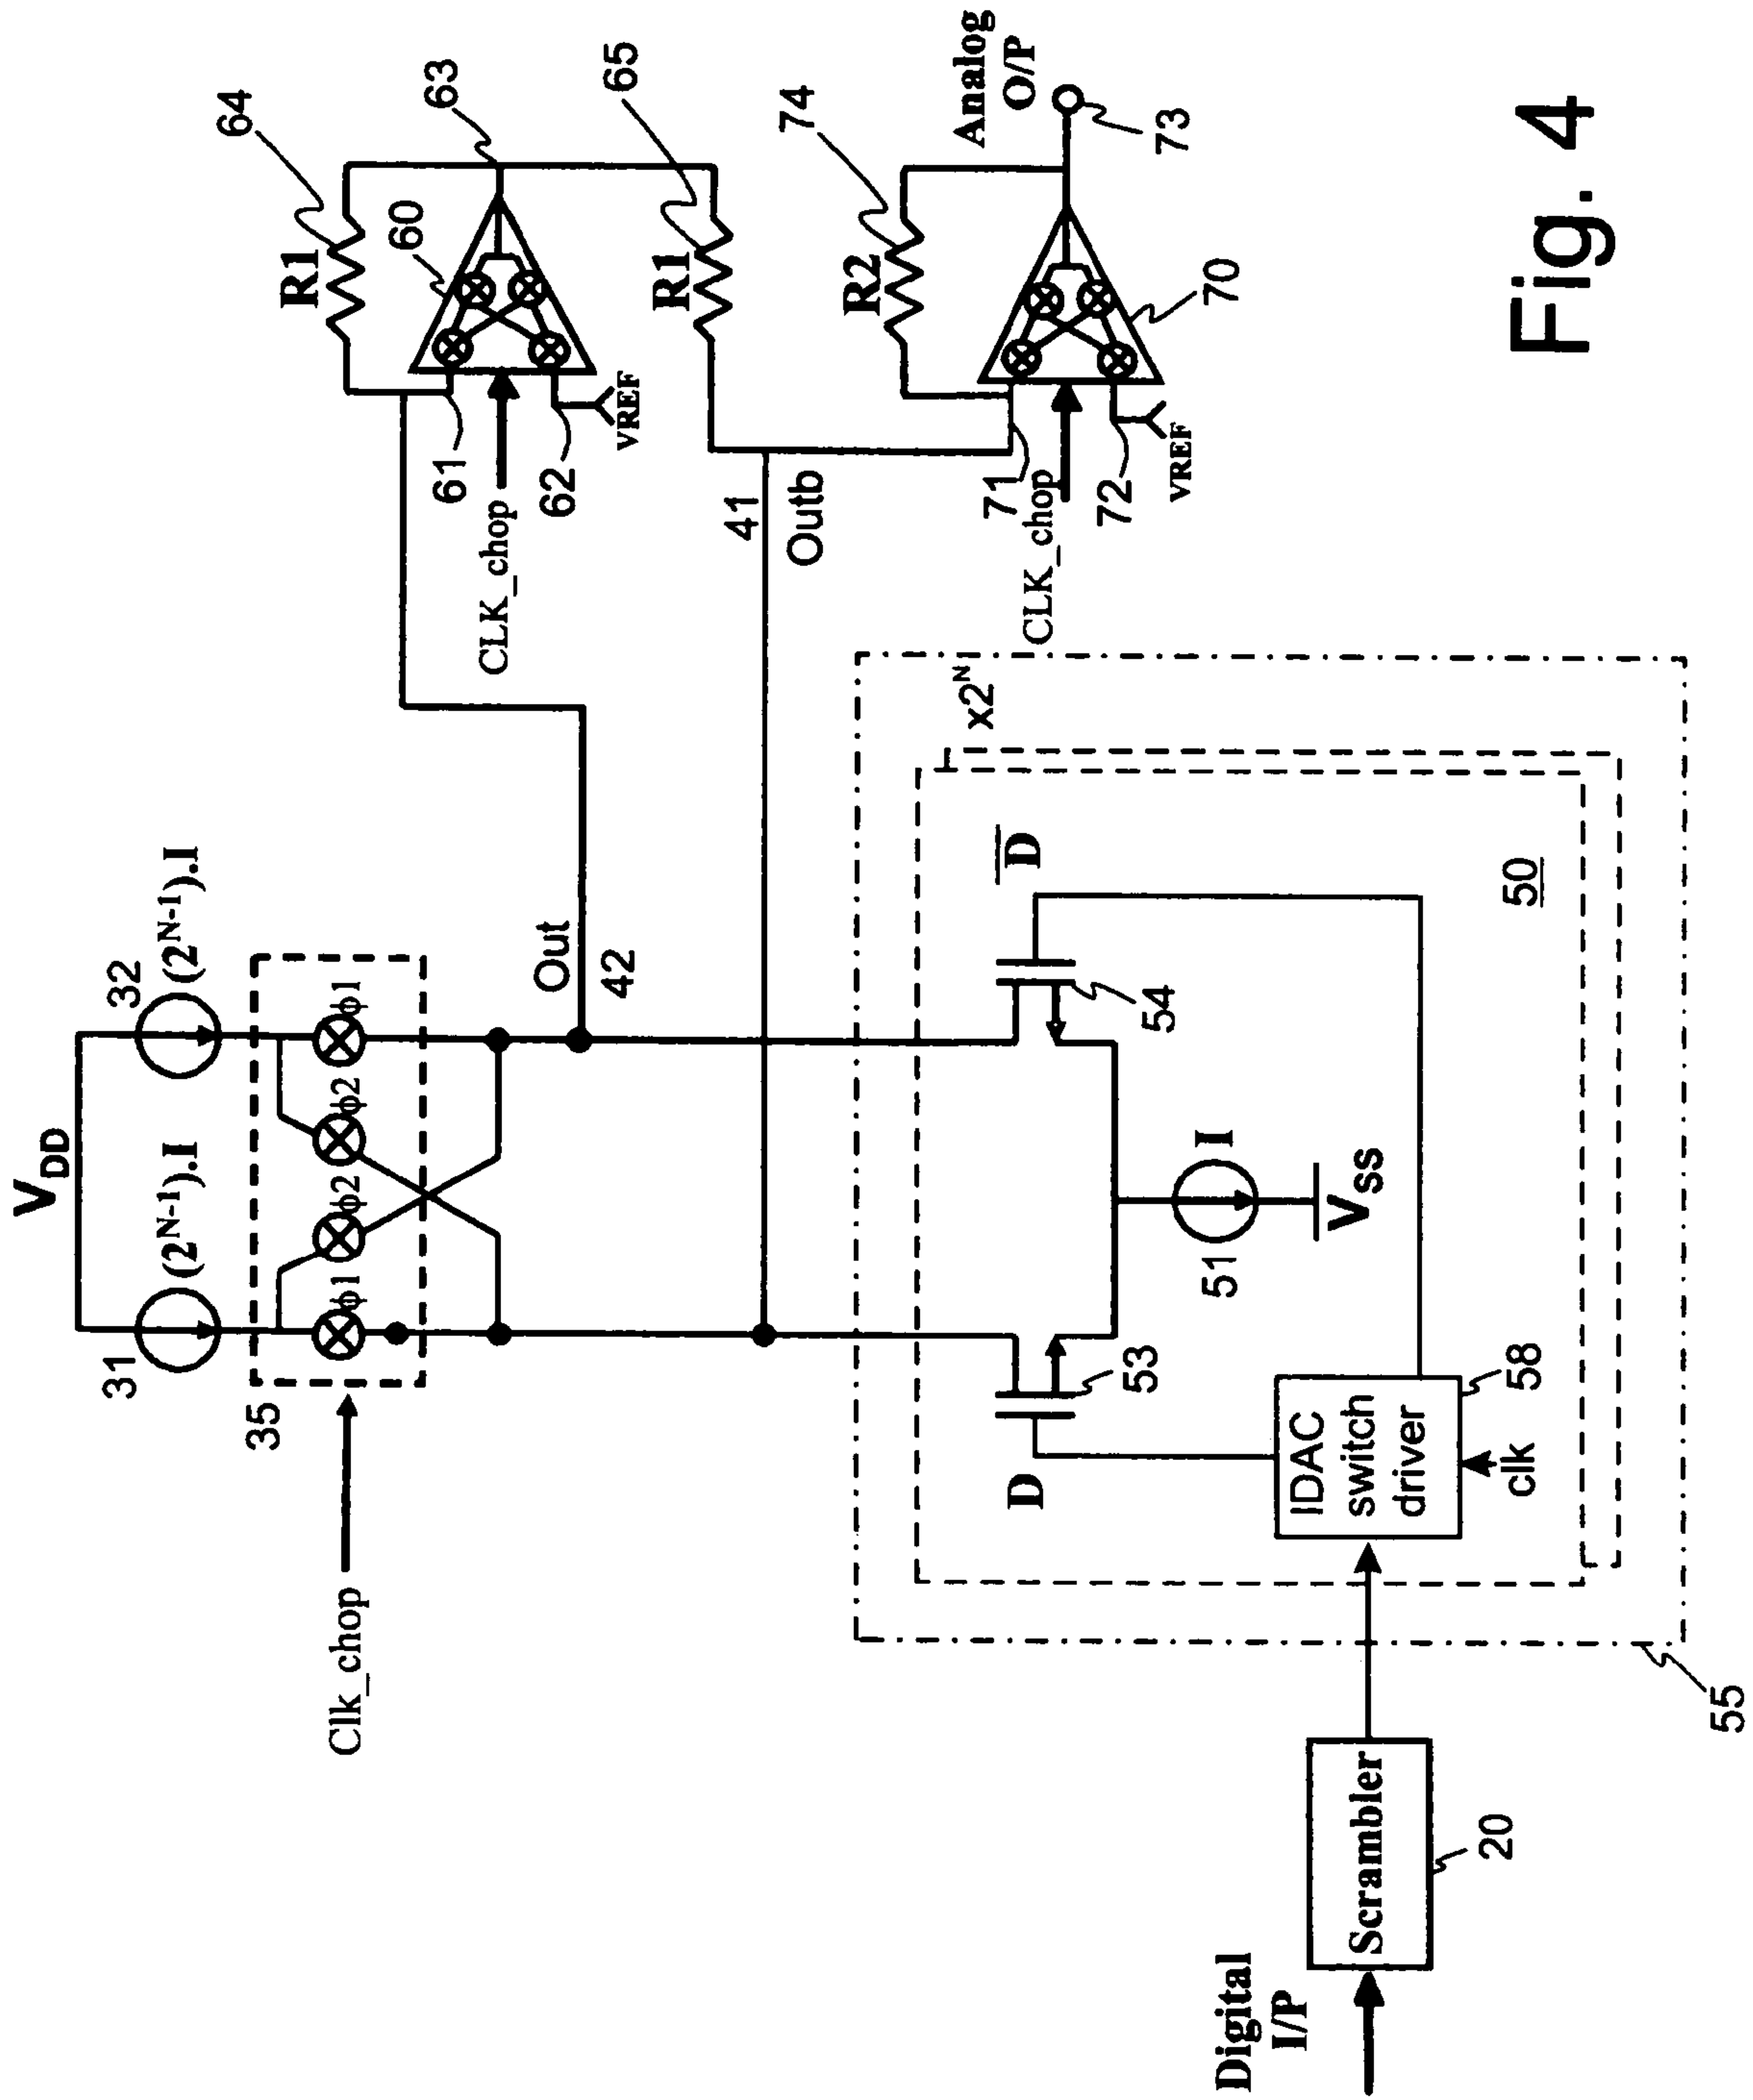 V_DD
31
(2^N-1).I
32
(2^N-1).I
35
Clk_chop
ϕ1
ϕ2
ϕ2
ϕ1
Out
42
41
Outb
R1
64
60
63
61
CLK_chop
62
VREF
R1
65
R2
74
71
CLK_chop
72
VREF
70
Analog
O/P
73
x2^N
D
53
D̅
54
51
I
V_SS
50
IDAC
switch
driver
58
clk
55
Digital
I/P
Scrambler
20
Fig. 4